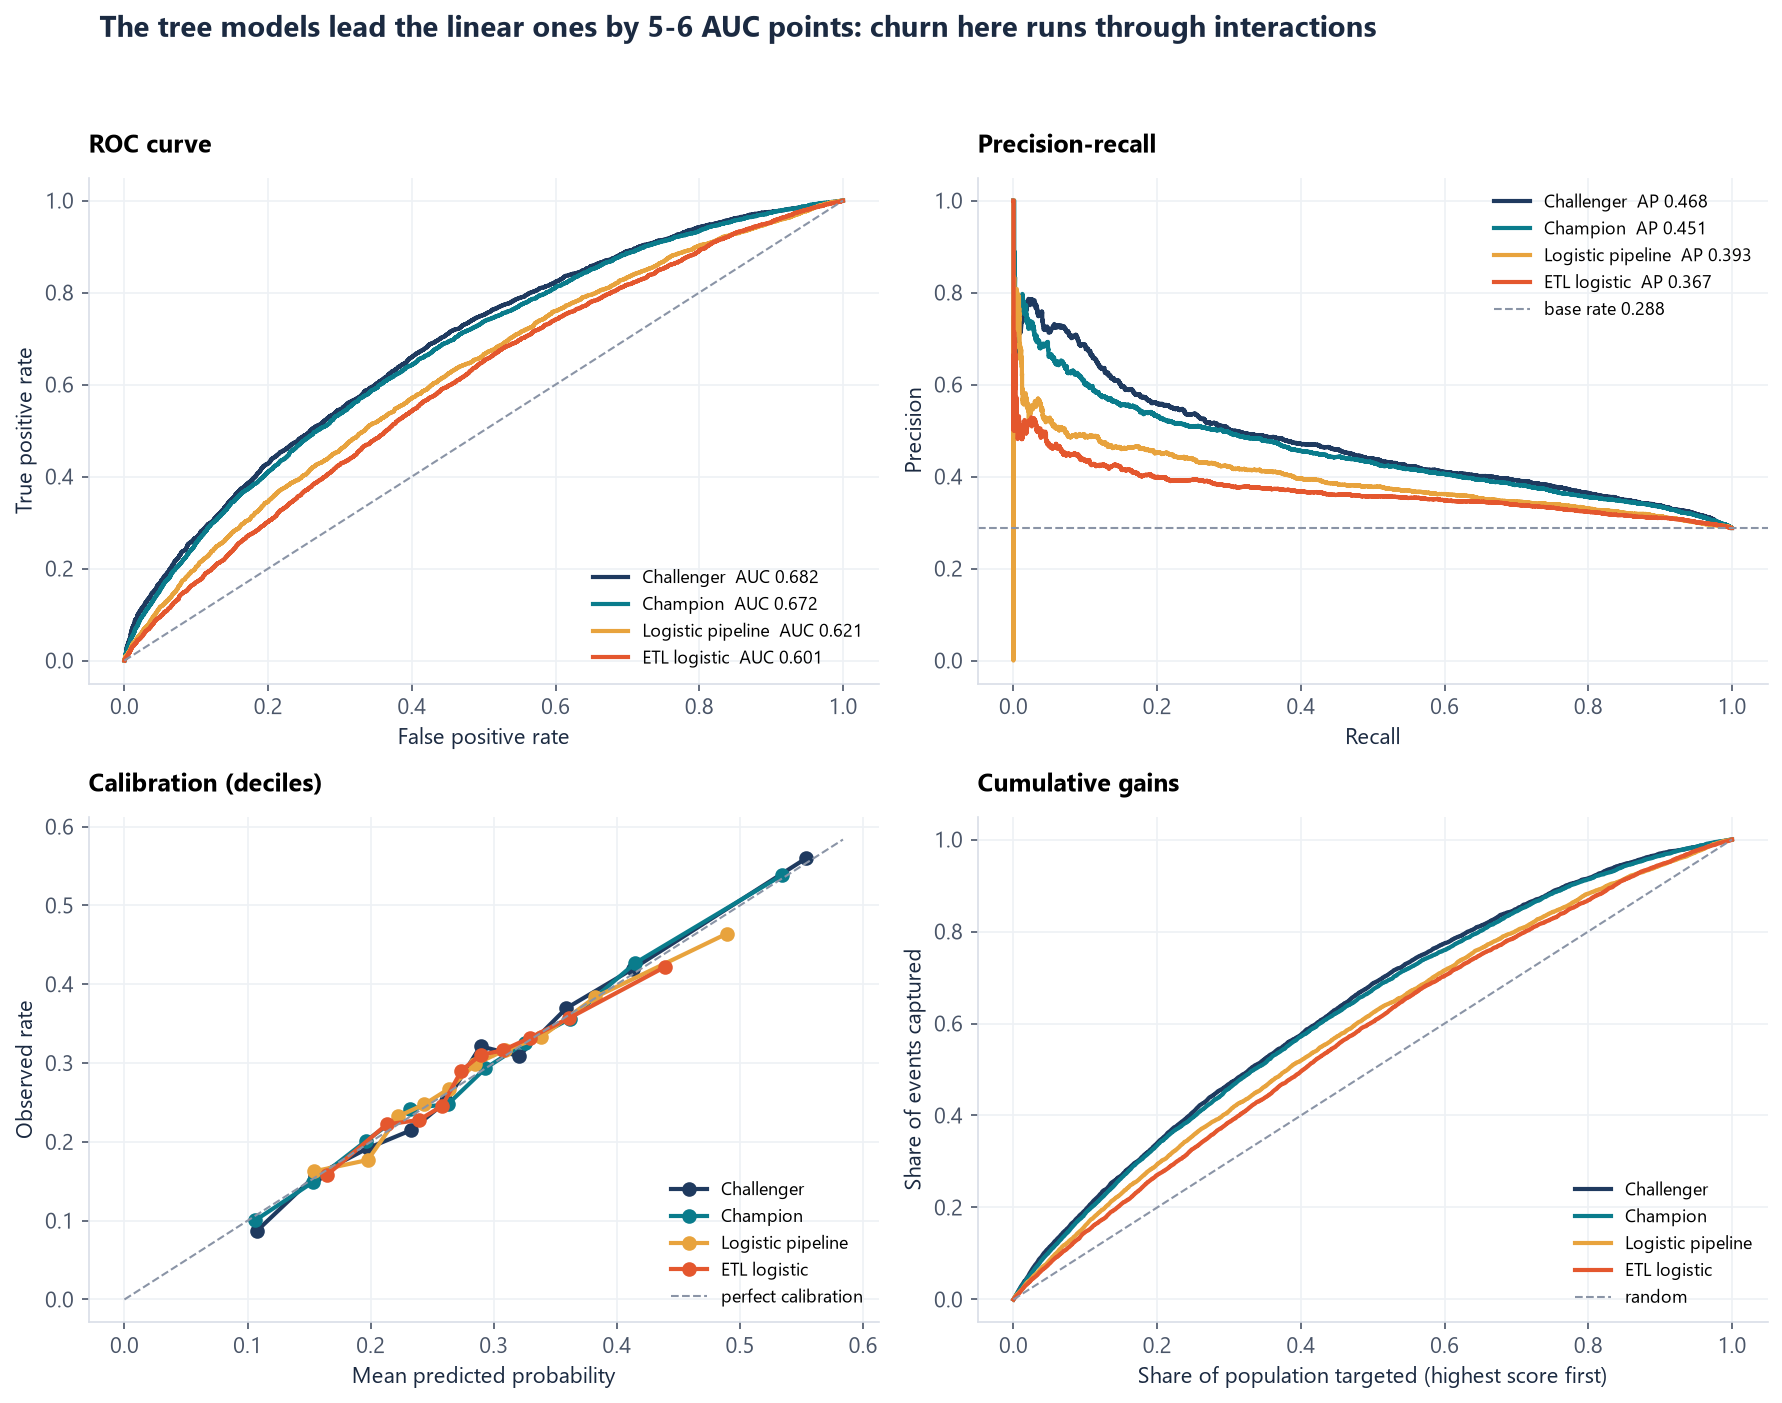 The tree models lead the linear ones by 5-6 AUC points: churn here runs through interactions
ROC curve
1.0
0.8
0.6
0.4
0.2
0.0
True positive rate
0.0 0.2 0.4 0.6 0.8 1.0
False positive rate
Challenger AUC 0.682
Champion AUC 0.672
Logistic pipeline AUC 0.621
ETL logistic AUC 0.601
Precision-recall
1.0
0.8
0.6
0.4
0.2
0.0
Precision
0.0 0.2 0.4 0.6 0.8 1.0
Recall
Challenger AP 0.468
Champion AP 0.451
Logistic pipeline AP 0.393
ETL logistic AP 0.367
base rate 0.288
Calibration (deciles)
0.6
0.5
0.4
0.3
0.2
0.1
0.0
Observed rate
0.0 0.1 0.2 0.3 0.4 0.5 0.6
Mean predicted probability
Challenger
Champion
Logistic pipeline
ETL logistic
perfect calibration
Cumulative gains
1.0
0.8
0.6
0.4
0.2
0.0
Share of events captured
0.0 0.2 0.4 0.6 0.8 1.0
Share of population targeted (highest score first)
Challenger
Champion
Logistic pipeline
ETL logistic
random